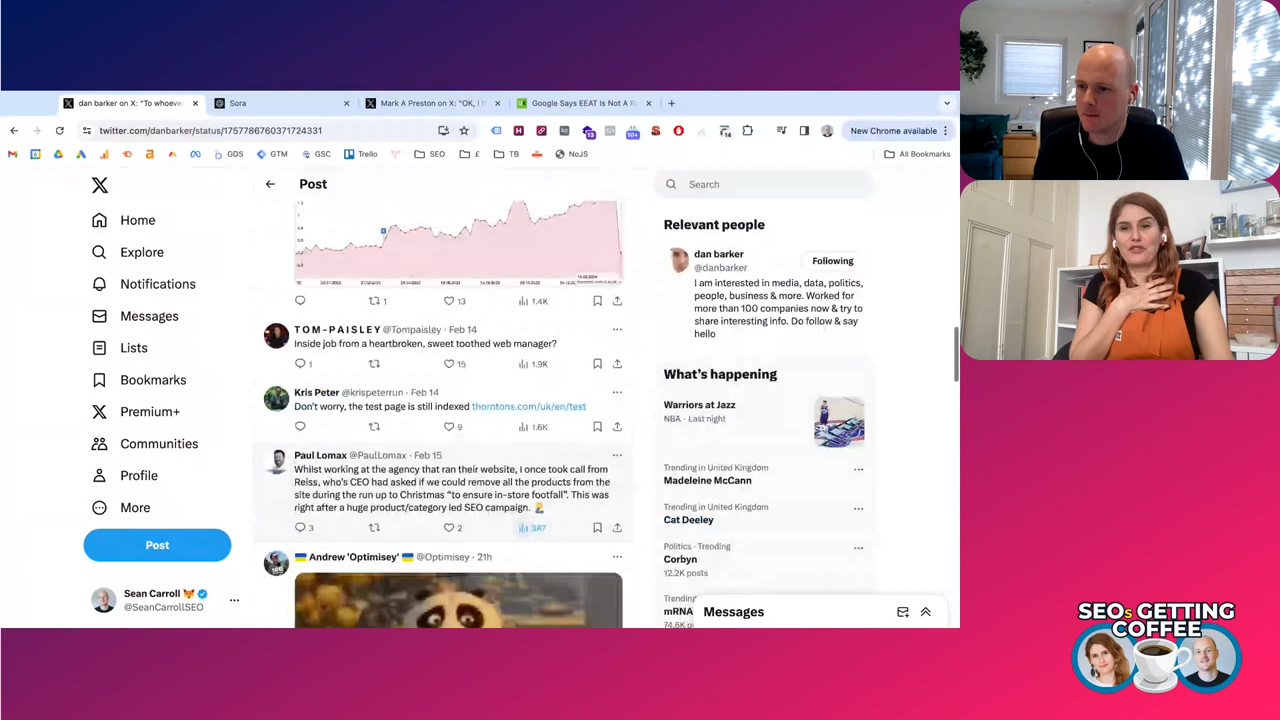 dan barker on X: "To whoeve
Sora
Mark A Preston on X: "OK, I h
Google Says EEAT Is Not A Ra
twitter.com/danbarker/status/1757786760371724331
New Chrome available
GDS
GTM
GSC
Trello
SEO
£
TB
NoJS
All Bookmarks
Home
Explore
Notifications
Messages
Lists
Bookmarks
Premium+
Communities
Profile
More
Post
Sean Carroll
@SeanCarrollSEO
Post
1
13
1.4K
TOM-PAISLEY @Tompaisley · Feb 14
Inside job from a heartbroken, sweet toothed web manager?
1
15
1.9K
Kris Peter @krispeterrun · Feb 14
Don't worry, the test page is still indexed thorntons.com/uk/en/test
9
1.6K
Paul Lomax @PaulLomax · Feb 15
Whilst working at the agency that ran their website, I once took call from
Reiss, who's CEO had asked if we could remove all the products from the
site during the run up to Christmas "to ensure in-store footfall". This was
right after a huge product/category led SEO campaign.
3
2
387
Andrew 'Optimisey' @Optimisey · 21h
Search
Relevant people
dan barker
@danbarker
Following
I am interested in media, data, politics,
people, business & more. Worked for
more than 100 companies now & try to
share interesting info. Do follow & say
hello
What's happening
Warriors at Jazz
NBA · Last night
Trending in United Kingdom
Madeleine McCann
Trending in United Kingdom
Cat Deeley
Politics · Trending
Corbyn
12.2K posts
Trending
mRNA
74.6K
Messages
SEOs GETTING
COFFEE